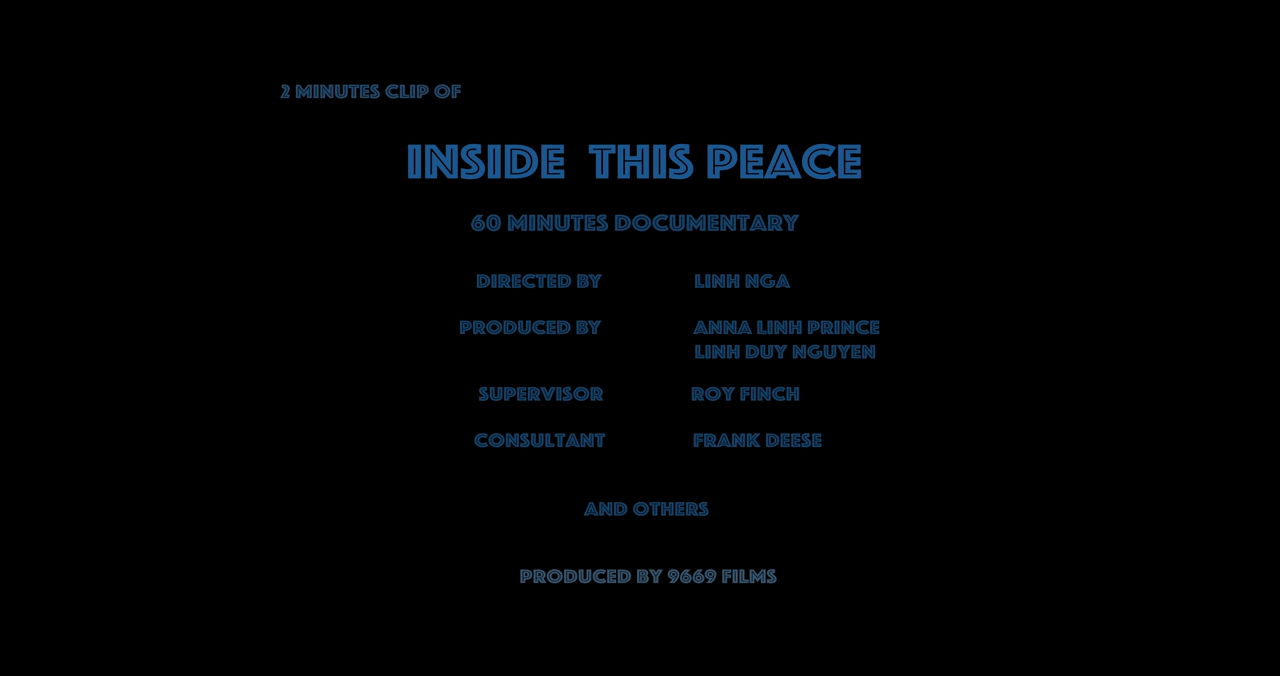 2 MINUTES CLIP OF
INSIDE THIS PEACE
60 MINUTES DOCUMENTARY
DIRECTED BY LINH NGA
PRODUCED BY ANNA LINH PRINCE
LINH DUY NGUYEN
SUPERVISOR ROY FINCH
CONSULTANT FRANK DEESE
AND OTHERS
PRODUCED BY 9669 FILMS